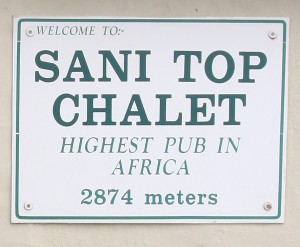 WELCOME TO:-
SANI TOP
CHALET
HIGHEST PUB IN
AFRICA
2874 meters